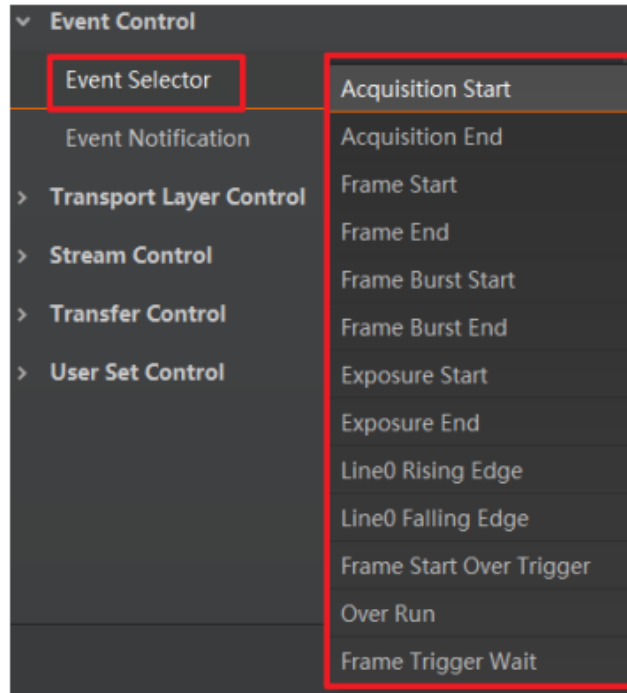 Event Control
Event Selector
Event Notification
Transport Layer Control
Stream Control
Transfer Control
User Set Control
Acquisition Start
Acquisition End
Frame Start
Frame End
Frame Burst Start
Frame Burst End
Exposure Start
Exposure End
Line0 Rising Edge
Line0 Falling Edge
Frame Start Over Trigger
Over Run
Frame Trigger Wait